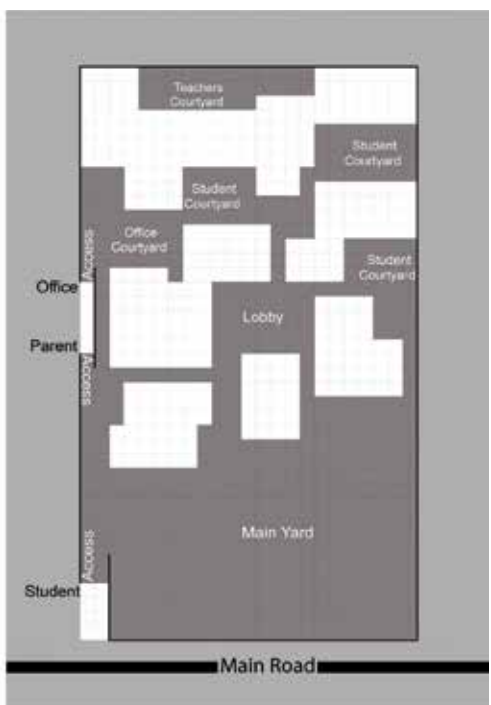 Teachers
Courtyard
Student
Courtyard
Student
Courtyard
Office
Courtyard
Access
Student
Courtyard
Office
Lobby
Parent
Access
Main Yard
Access
Student
Main Road